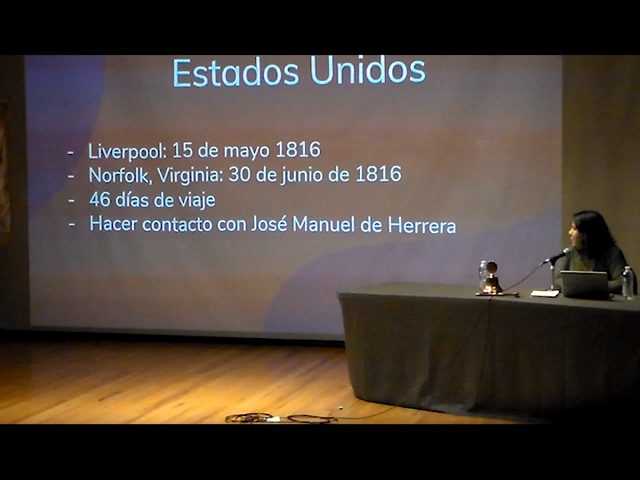 Estados Unidos
- Liverpool: 15 de mayo 1816
- Norfolk, Virginia: 30 de junio de 1816
- 46 días de viaje
- Hacer contacto con José Manuel de Herrera